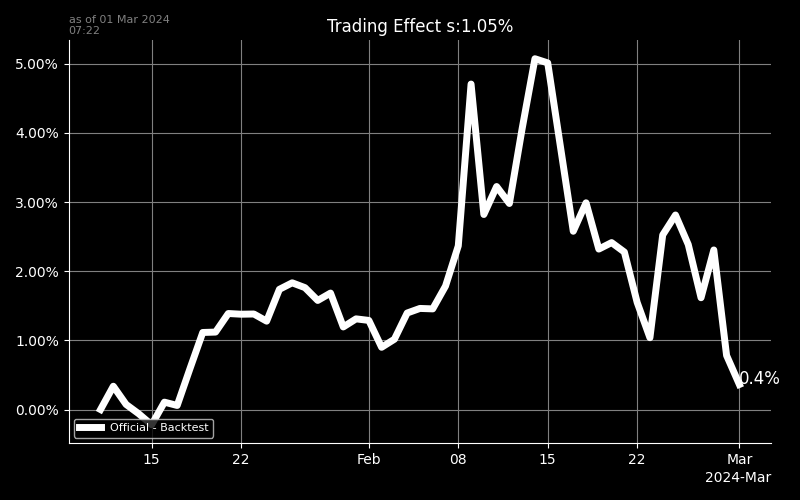 as of 01 Mar 2024
07:22
Trading Effect s:1.05%
5.00%
4.00%
3.00%
2.00%
1.00%
0.00%
0.4%
Official - Backtest
15
22
Feb
08
15
22
Mar
2024-Mar